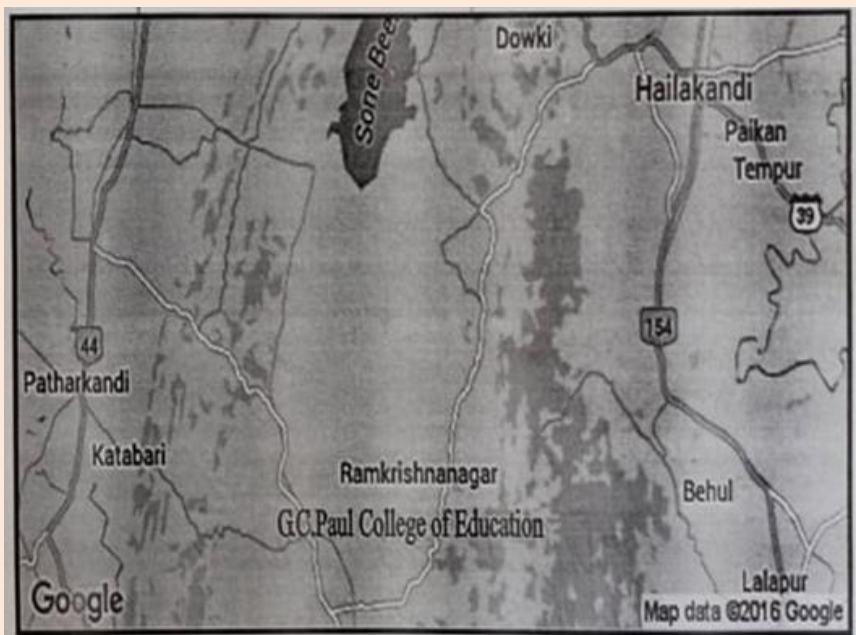 Dowki
Sone Bee
Hailakandi
Paikan
Tempur
39
154
44
Patharkandi
Katabari
Ramkrishnanagar
Behul
G.C.Paul College of Education
Lalapur
Google
Map data ©2016 Google